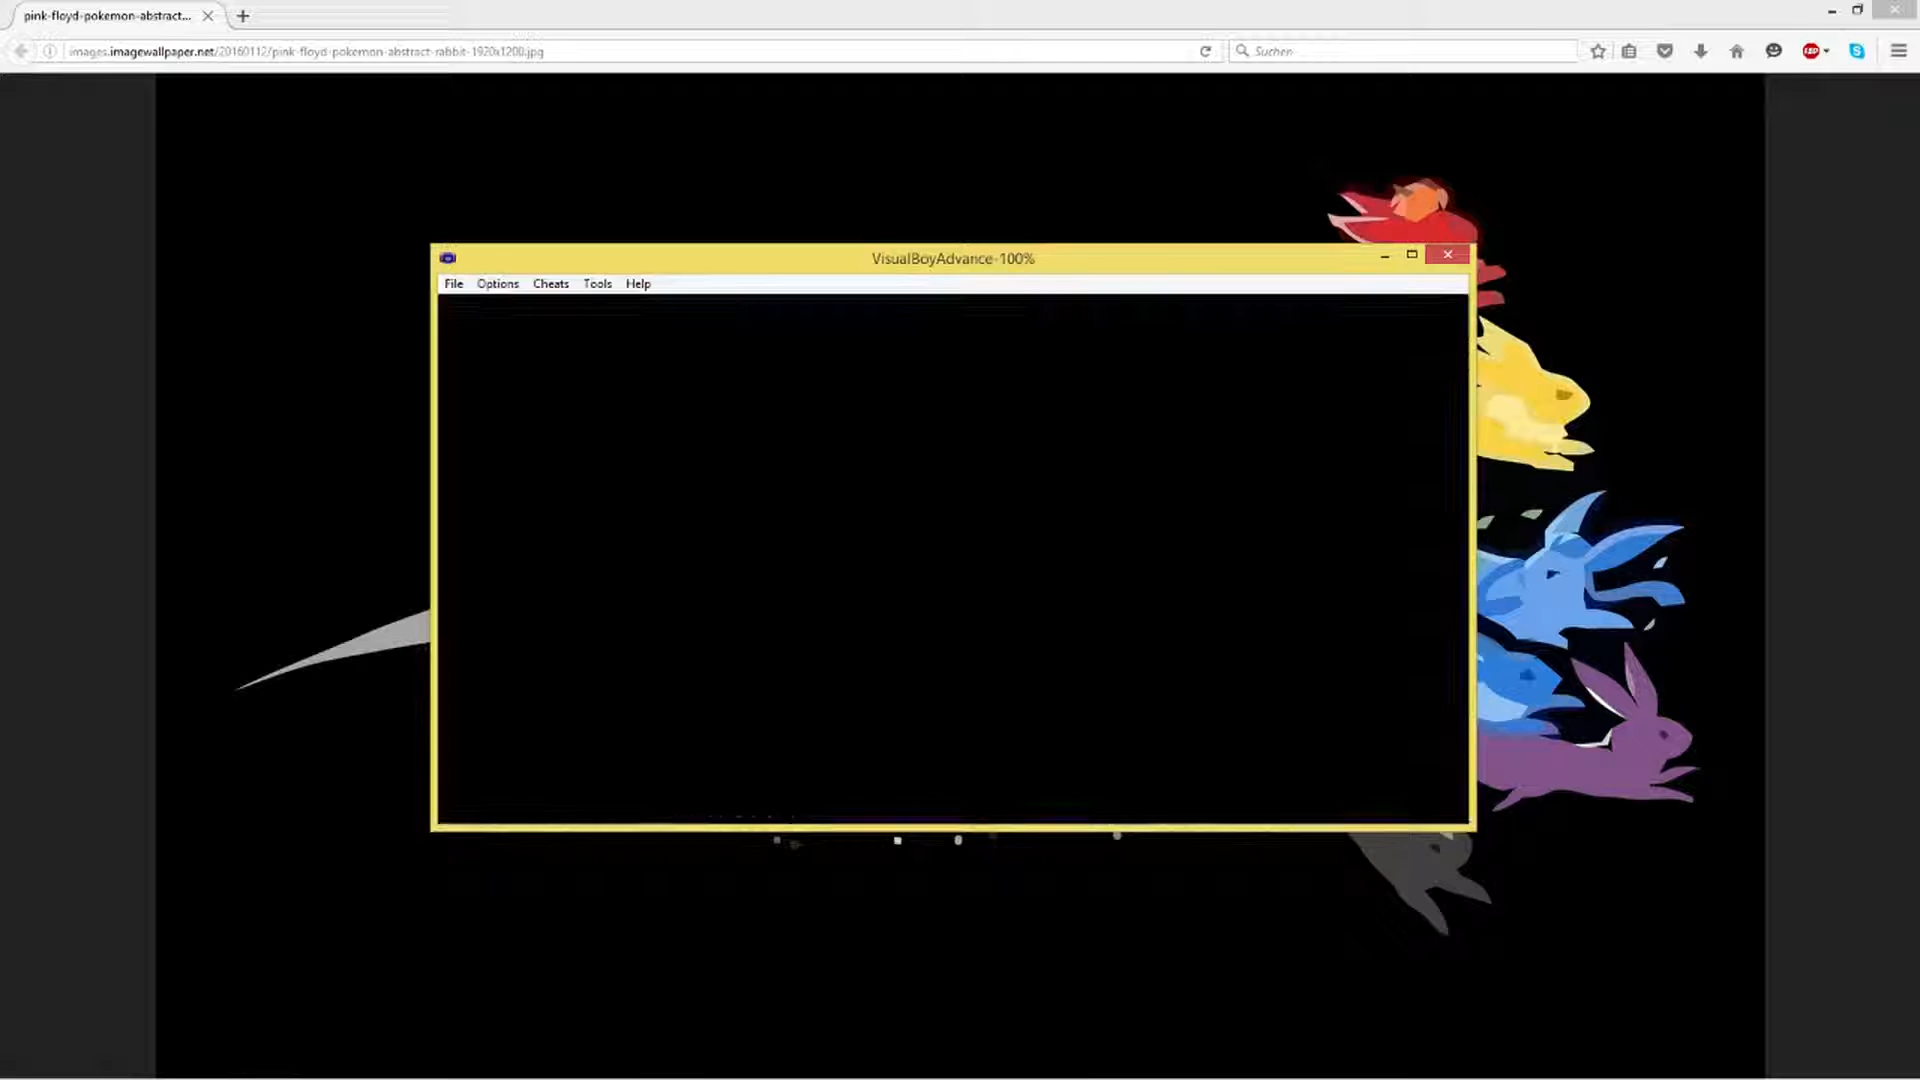 pink-floyd-pokemon-abstract...
images.imagewallpaper.net/20160112/pink-floyd-pokemon-abstract-rabbit-1920x1200.jpg
Suchen
ABP
VisualBoyAdvance-100%
File Options Cheats Tools Help